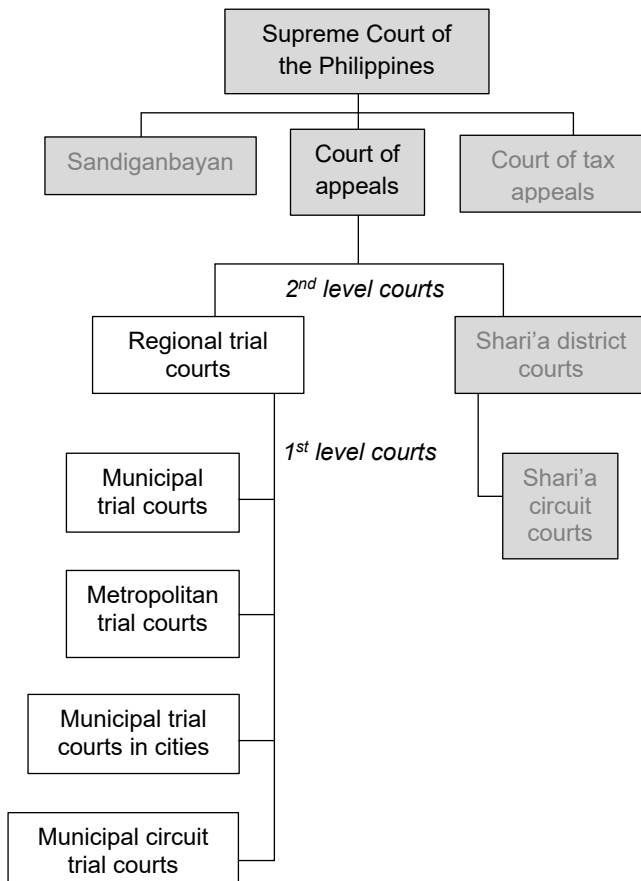 Supreme Court of
the Philippines
Sandiganbayan
Court of
appeals
Court of tax
appeals
2nd level courts
Regional trial
courts
Shari’a district
courts
1st level courts
Municipal
trial courts
Shari’a
circuit
courts
Metropolitan
trial courts
Municipal trial
courts in cities
Municipal circuit
trial courts